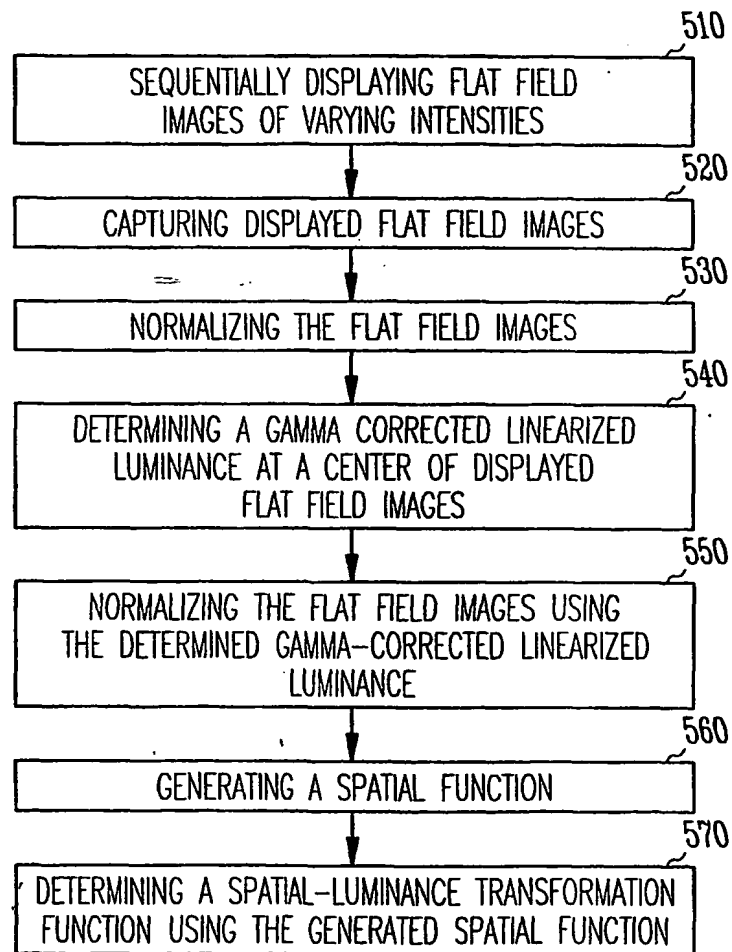 510
SEQUENTIALLY DISPLAYING FLAT FIELD
IMAGES OF VARYING INTENSITIES
520
CAPTURING DISPLAYED FLAT FIELD IMAGES
530
NORMALIZING THE FLAT FIELD IMAGES
540
DETERMINING A GAMMA CORRECTED LINEARIZED
LUMINANCE AT A CENTER OF DISPLAYED
FLAT FIELD IMAGES
550
NORMALIZING THE FLAT FIELD IMAGES USING
THE DETERMINED GAMMA-CORRECTED LINEARIZED
LUMINANCE
560
GENERATING A SPATIAL FUNCTION
570
DETERMINING A SPATIAL-LUMINANCE TRANSFORMATION
FUNCTION USING THE GENERATED SPATIAL FUNCTION